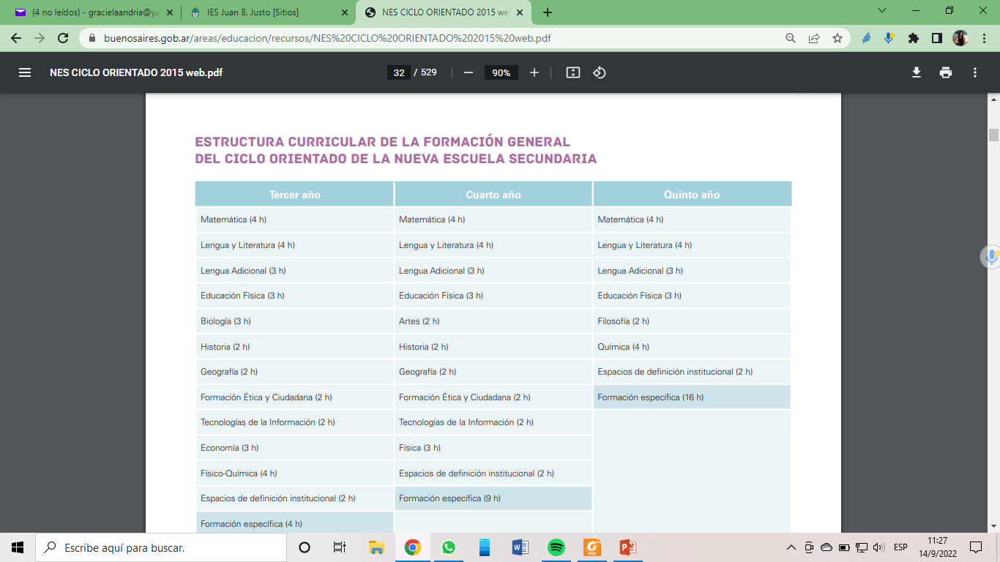 (4 no leídos) - gracielaandria@ya
IES Juan B. Justo [Sitios]
NES CICLO ORIENTADO 2015 we
buenosaires.gob.ar/areas/educacion/recursos/NES%20CICLO%20ORIENTADO%202015%20web.pdf
NES CICLO ORIENTADO 2015 web.pdf
32 / 529
90%
ESTRUCTURA CURRICULAR DE LA FORMACIÓN GENERAL
DEL CICLO ORIENTADO DE LA NUEVA ESCUELA SECUNDARIA
Tercer año Cuarto año Quinto año
Matemática (4 h) Matemática (4 h) Matemática (4 h)
Lengua y Literatura (4 h) Lengua y Literatura (4 h) Lengua y Literatura (4 h)
Lengua Adicional (3 h) Lengua Adicional (3 h) Lengua Adicional (3 h)
Educación Física (3 h) Educación Física (3 h) Educación Física (3 h)
Biología (3 h) Artes (2 h) Filosofía (2 h)
Historia (2 h) Historia (2 h) Química (4 h)
Geografía (2 h) Geografía (2 h) Espacios de definición institucional (2 h)
Formación Ética y Ciudadana (2 h) Formación Ética y Ciudadana (2 h) Formación específica (16 h)
Tecnologías de la Información (2 h) Tecnologías de la Información (2 h)
Economía (3 h) Física (3 h)
Físico-Química (4 h) Espacios de definición institucional (2 h)
Espacios de definición institucional (2 h) Formación específica (9 h)
Formación específica (4 h)
Escribe aquí para buscar.
ESP
11:27
14/9/2022